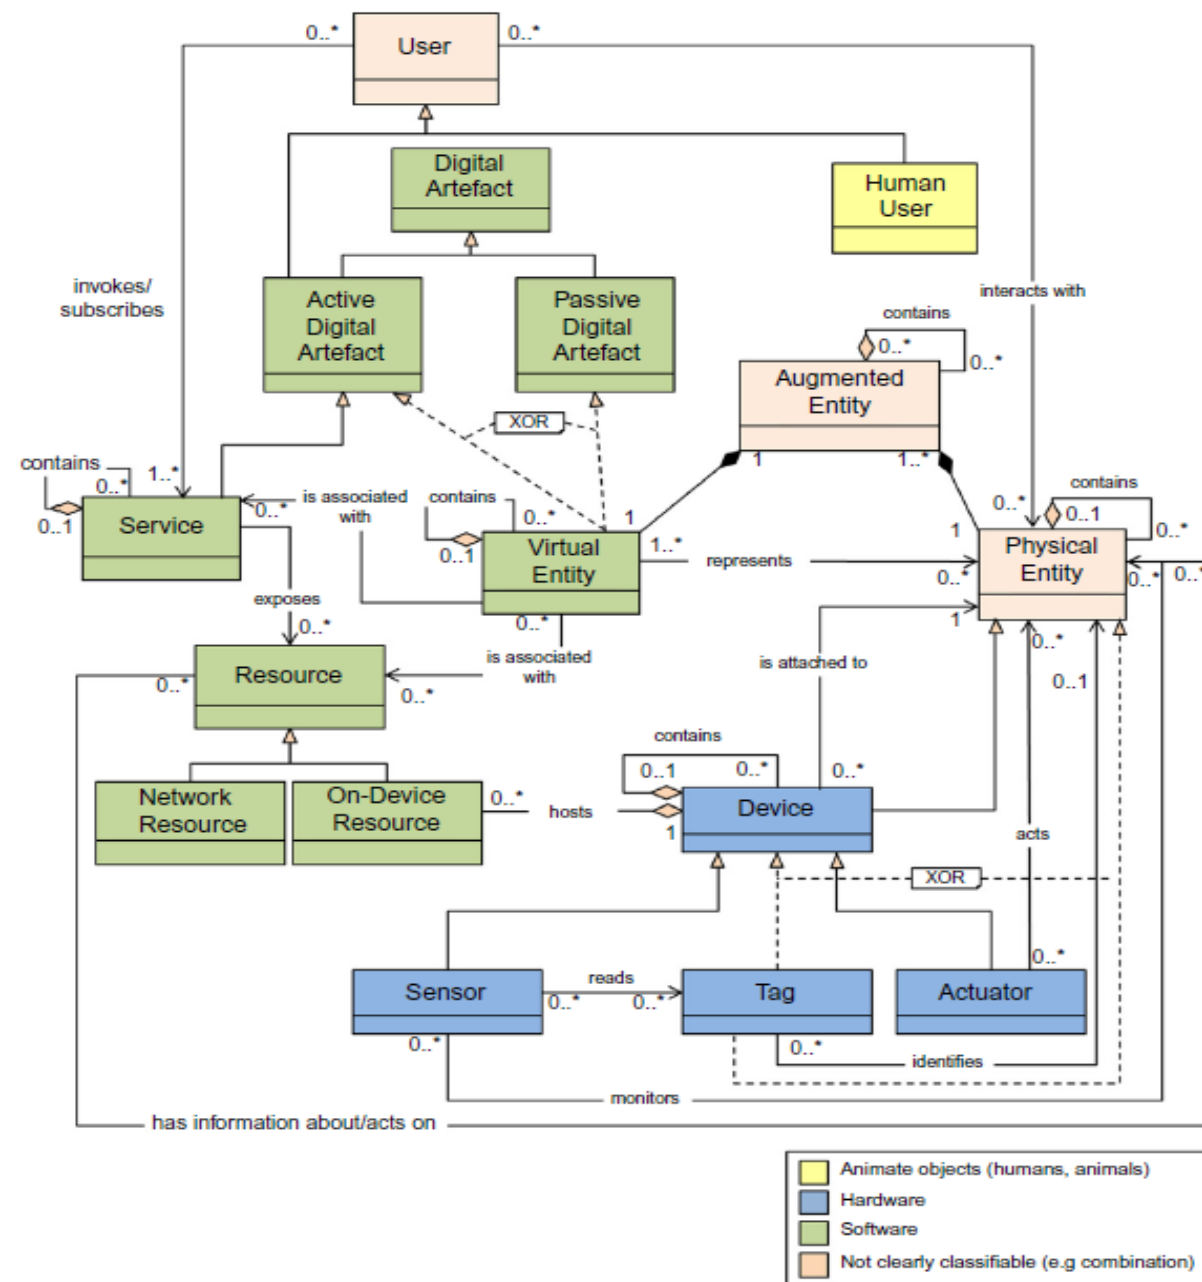 0..*
User
0..*
Digital
Artefact
Human
User
invokes/
subscribes
Active
Digital
Artefact
Passive
Digital
Artefact
interacts with
contains
0..*
0..*
Augmented
Entity
XOR
1
1..*
contains
0..*
1..*
0..1
Service
0..*
is associated
with
contains
0..*
0..1
Virtual
Entity
1
1..*
represents
0..*
1
0..*
contains
0..1
0..*
Physical
Entity
0..*
0..*
1
exposes
0..*
0..*
is associated
with
0..*
is attached to
0..*
0..1
0..*
Resource
contains
0..1
0..*
0..*
Network
Resource
On-Device
Resource
0..*
hosts
1
Device
acts
XOR
0..*
Sensor
reads
0..*
0..*
Tag
Actuator
0..*
0..*
identifies
monitors
has information about/acts on
Animate objects (humans, animals)
Hardware
Software
Not clearly classifiable (e.g combination)